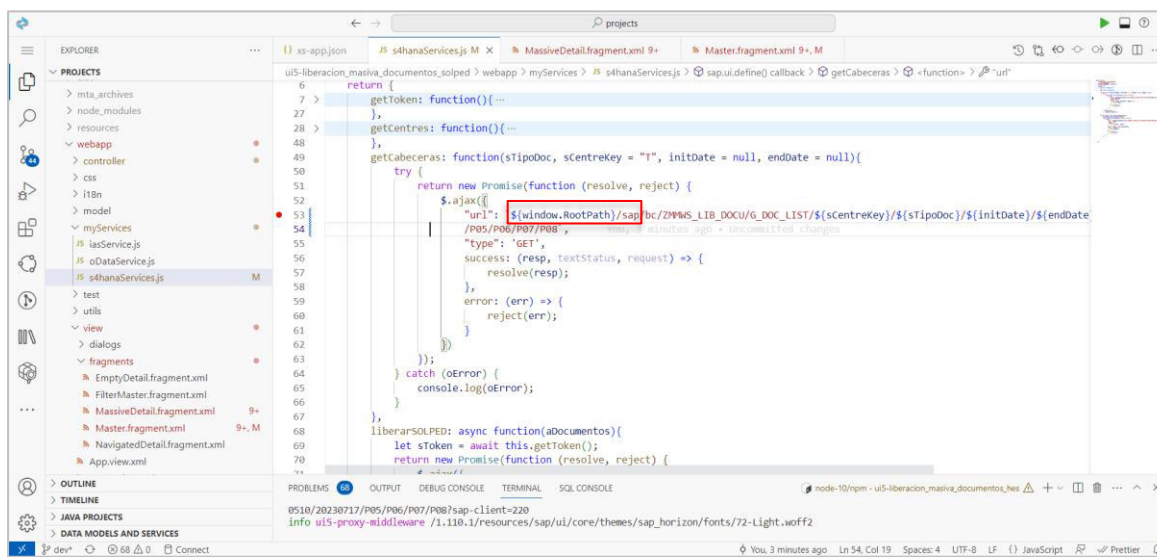 projects
EXPLORER
PROJECTS
mta_archives
node_modules
resources
webapp
controller
css
i18n
model
myServices
JS iasService.js
JS oDataService.js
JS s4hanaServices.js M
test
utils
view
dialogs
fragments
EmptyDetail.fragment.xml
FilterMaster.fragment.xml
MassiveDetail.fragment.xml 9+
Master.fragment.xml 9+, M
NavigatedDetail.fragment.xml
App.view.xml
OUTLINE
TIMELINE
JAVA PROJECTS
DATA MODELS AND SERVICES
44
{} xs-app.json JS s4hanaServices.js M MassiveDetail.fragment.xml 9+ Master.fragment.xml 9+, M
ui5-liberacion_masiva_documentos_solped > webapp > myServices > JS s4hanaServices.js > sap.ui.define() callback > getCabeceras > <function> > "url"
6 return {
7 > getToken: function(){ ...
27 },
28 > getCentres: function(){ ...
48 },
49 getCabeceras: function(sTipoDoc, sCentreKey = "T", initDate = null, endDate = null){
50 try {
51 return new Promise(function (resolve, reject) {
52 $.ajax({
53 "url": `${window.RootPath}/sap/bc/ZMMWS_LIB_DOCU/G_DOC_LIST/${sCentreKey}/${sTipoDoc}/${initDate}/${endDate
54 /P05/P06/P07/P08`, You, 3 minutes ago • Uncommitted changes
55 "type": 'GET',
56 success: (resp, textStatus, request) => {
57 resolve(resp);
58 },
59 error: (err) => {
60 reject(err);
61 }
62 })
63 });
64 } catch (oError) {
65 console.log(oError);
66 }
67 },
68 liberarSOLPED: async function(aDocumentos){
69 let sToken = await this.getToken();
70 return new Promise(function (resolve, reject) {
71 $.ajax({
PROBLEMS 68 OUTPUT DEBUG CONSOLE TERMINAL SQL CONSOLE node-10/npm - ui5-liberacion_masiva_documentos_hes
0510/20230717/P05/P06/P07/P08?sap-client=220
info ui5-proxy-middleware /1.110.1/resources/sap/ui/core/themes/sap_horizon/fonts/72-Light.woff2
dev* 68 0 Connect You, 3 minutes ago Ln 54, Col 19 Spaces: 4 UTF-8 LF {} JavaScript Prettier